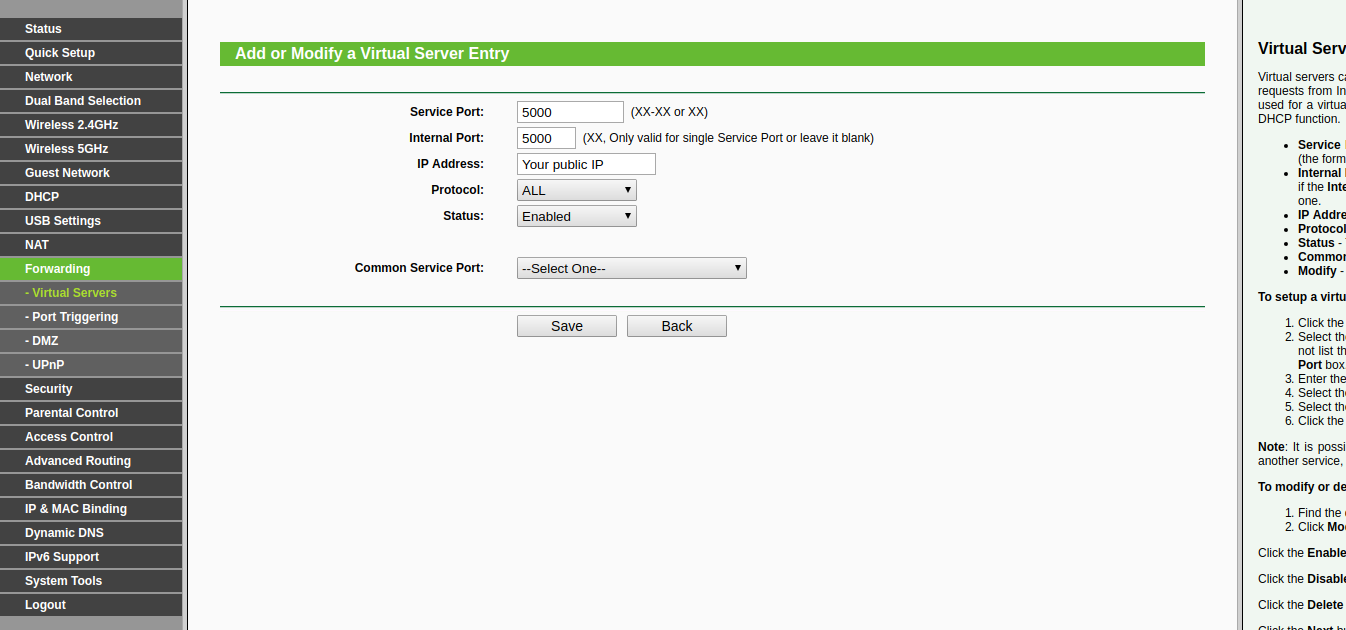 Status
Quick Setup
Network
Dual Band Selection
Wireless 2.4GHz
Wireless 5GHz
Guest Network
DHCP
USB Settings
NAT
Forwarding
- Virtual Servers
- Port Triggering
- DMZ
- UPnP
Security
Parental Control
Access Control
Advanced Routing
Bandwidth Control
IP & MAC Binding
Dynamic DNS
IPv6 Support
System Tools
Logout
Add or Modify a Virtual Server Entry
Service Port: 5000 (XX-XX or XX)
Internal Port: 5000 (XX, Only valid for single Service Port or leave it blank)
IP Address: Your public IP
Protocol: ALL
Status: Enabled
Common Service Port: --Select One--
Save Back
Virtual Serv
Virtual servers ca
requests from In
used for a virtua
DHCP function.
Service
(the form
Internal
if the Inte
one.
IP Addre
Protocol
Status -
Common
Modify -
To setup a virtu
1. Click the
2. Select the
not list th
Port box
3. Enter the
4. Select the
5. Select the
6. Click the
Note: It is possi
another service,
To modify or de
1. Find the
2. Click Mo
Click the Enable
Click the Disable
Click the Delete
Click the Next bu